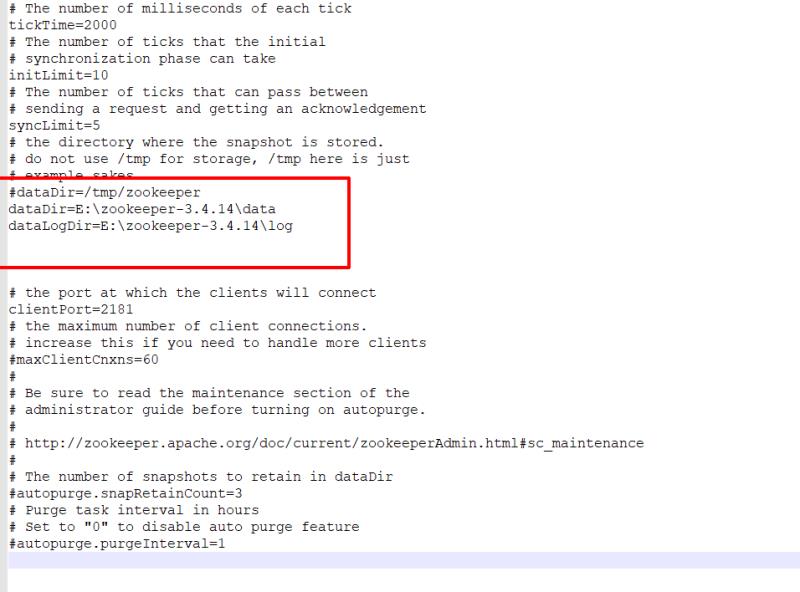 # The number of milliseconds of each tick
tickTime=2000
# The number of ticks that the initial
# synchronization phase can take
initLimit=10
# The number of ticks that can pass between
# sending a request and getting an acknowledgement
syncLimit=5
# the directory where the snapshot is stored.
# do not use /tmp for storage, /tmp here is just
# example sakes.
#dataDir=/tmp/zookeeper
dataDir=E:\zookeeper-3.4.14\data
dataLogDir=E:\zookeeper-3.4.14\log
# the port at which the clients will connect
clientPort=2181
# the maximum number of client connections.
# increase this if you need to handle more clients
#maxClientCnxns=60
#
# Be sure to read the maintenance section of the
# administrator guide before turning on autopurge.
#
# http://zookeeper.apache.org/doc/current/zookeeperAdmin.html#sc_maintenance
#
# The number of snapshots to retain in dataDir
#autopurge.snapRetainCount=3
# Purge task interval in hours
# Set to "0" to disable auto purge feature
#autopurge.purgeInterval=1